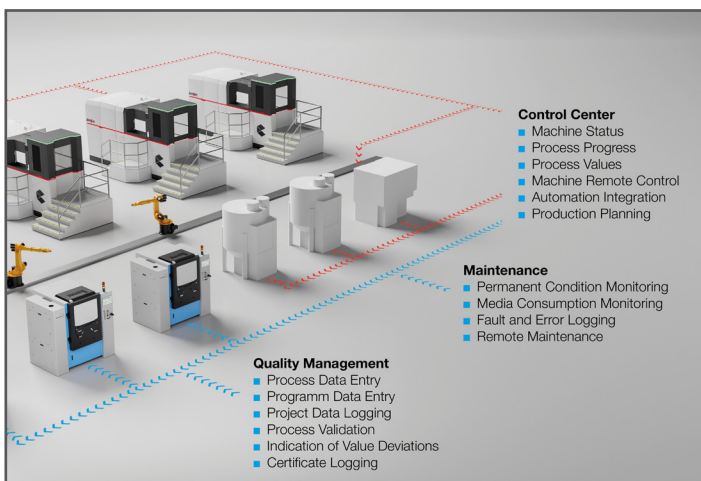 Control Center
Machine Status
Process Progress
Process Values
Machine Remote Control
Automation Integration
Production Planning
Maintenance
Permanent Condition Monitoring
Media Consumption Monitoring
Fault and Error Logging
Remote Maintenance
Quality Management
Process Data Entry
Programm Data Entry
Project Data Logging
Process Validation
Indication of Value Deviations
Certificate Logging